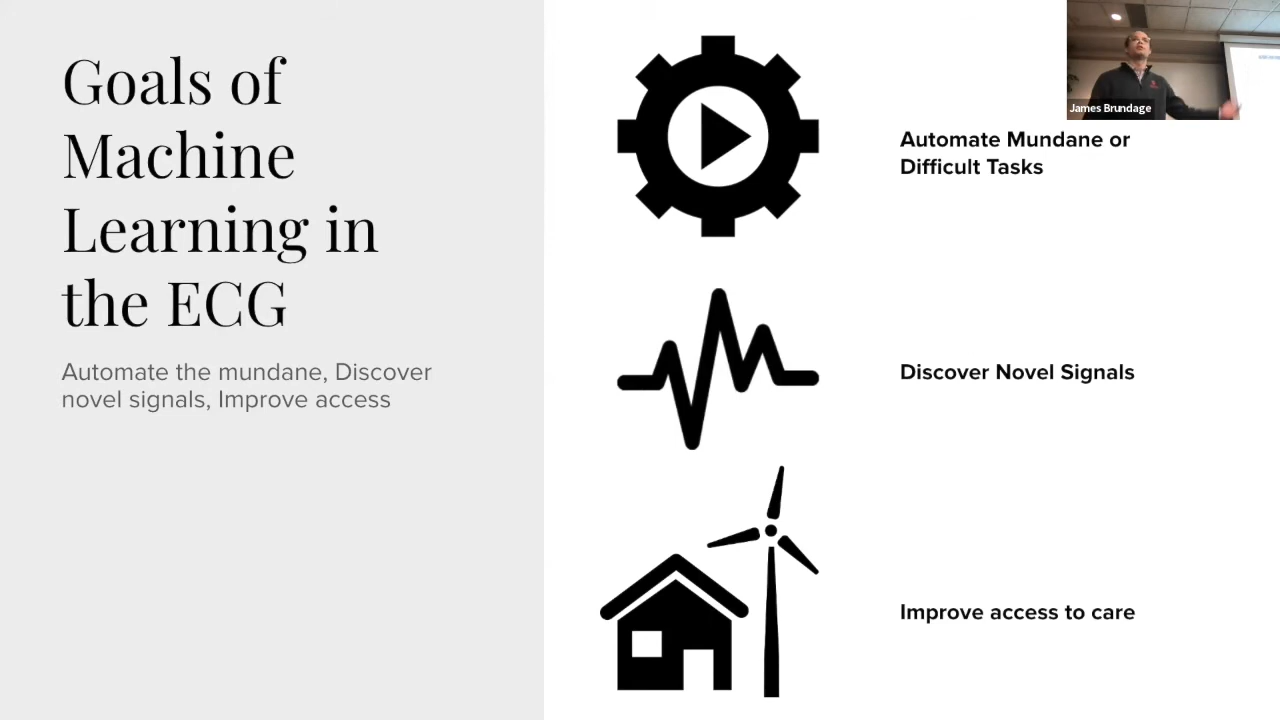 Goals of
Machine
Learning in
the ECG
Automate the mundane, Discover
novel signals, Improve access
James Brundage
Automate Mundane or
Difficult Tasks
Discover Novel Signals
Improve access to care